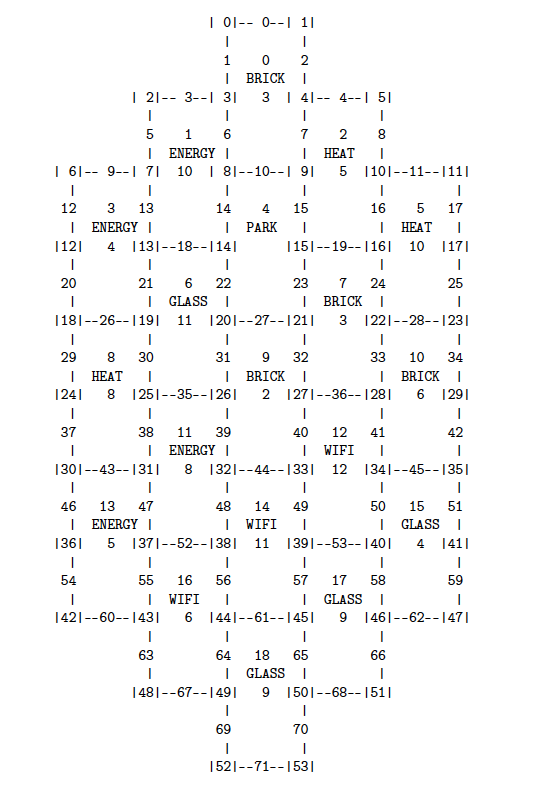 | 0|-- 0--| 1|
| |
1 0 2
| BRICK |
| 2|-- 3--| 3| 3 | 4|-- 4--| 5|
| | | |
5 1 6 7 2 8
| ENERGY | | HEAT |
| 6|-- 9--| 7| 10 | 8|--10--| 9| 5 |10|--11--|11|
| | | | | |
12 3 13 14 4 15 16 5 17
| ENERGY | | PARK | | HEAT |
|12| 4 |13|--18--|14| |15|--19--|16| 10 |17|
| | | | | |
20 21 6 22 23 7 24 25
| | GLASS | | BRICK | |
|18|--26--|19| 11 |20|--27--|21| 3 |22|--28--|23|
| | | | | |
29 8 30 31 9 32 33 10 34
| HEAT | | BRICK | | BRICK |
|24| 8 |25|--35--|26| 2 |27|--36--|28| 6 |29|
| | | | | |
37 38 11 39 40 12 41 42
| | ENERGY | | WIFI | |
|30|--43--|31| 8 |32|--44--|33| 12 |34|--45--|35|
| | | | | |
46 13 47 48 14 49 50 15 51
| ENERGY | | WIFI | | GLASS |
|36| 5 |37|--52--|38| 11 |39|--53--|40| 4 |41|
| | | | | |
54 55 16 56 57 17 58 59
| | WIFI | | GLASS | |
|42|--60--|43| 6 |44|--61--|45| 9 |46|--62--|47|
| | | |
63 64 18 65 66
| | GLASS | |
|48|--67--|49| 9 |50|--68--|51|
| |
69 70
| |
|52|--71--|53|